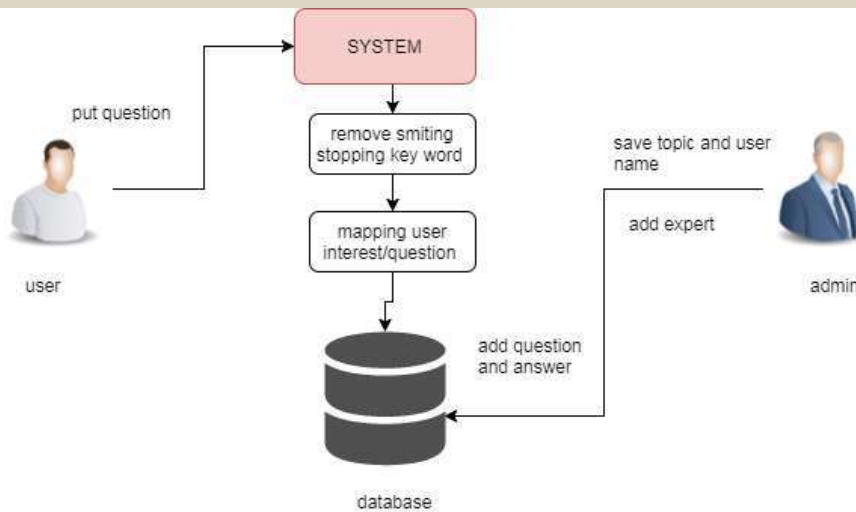 SYSTEM
put question
remove smiting
stopping key word
save topic and user
name
mapping user
interest/question
add expert
user
admin
add question
and answer
database